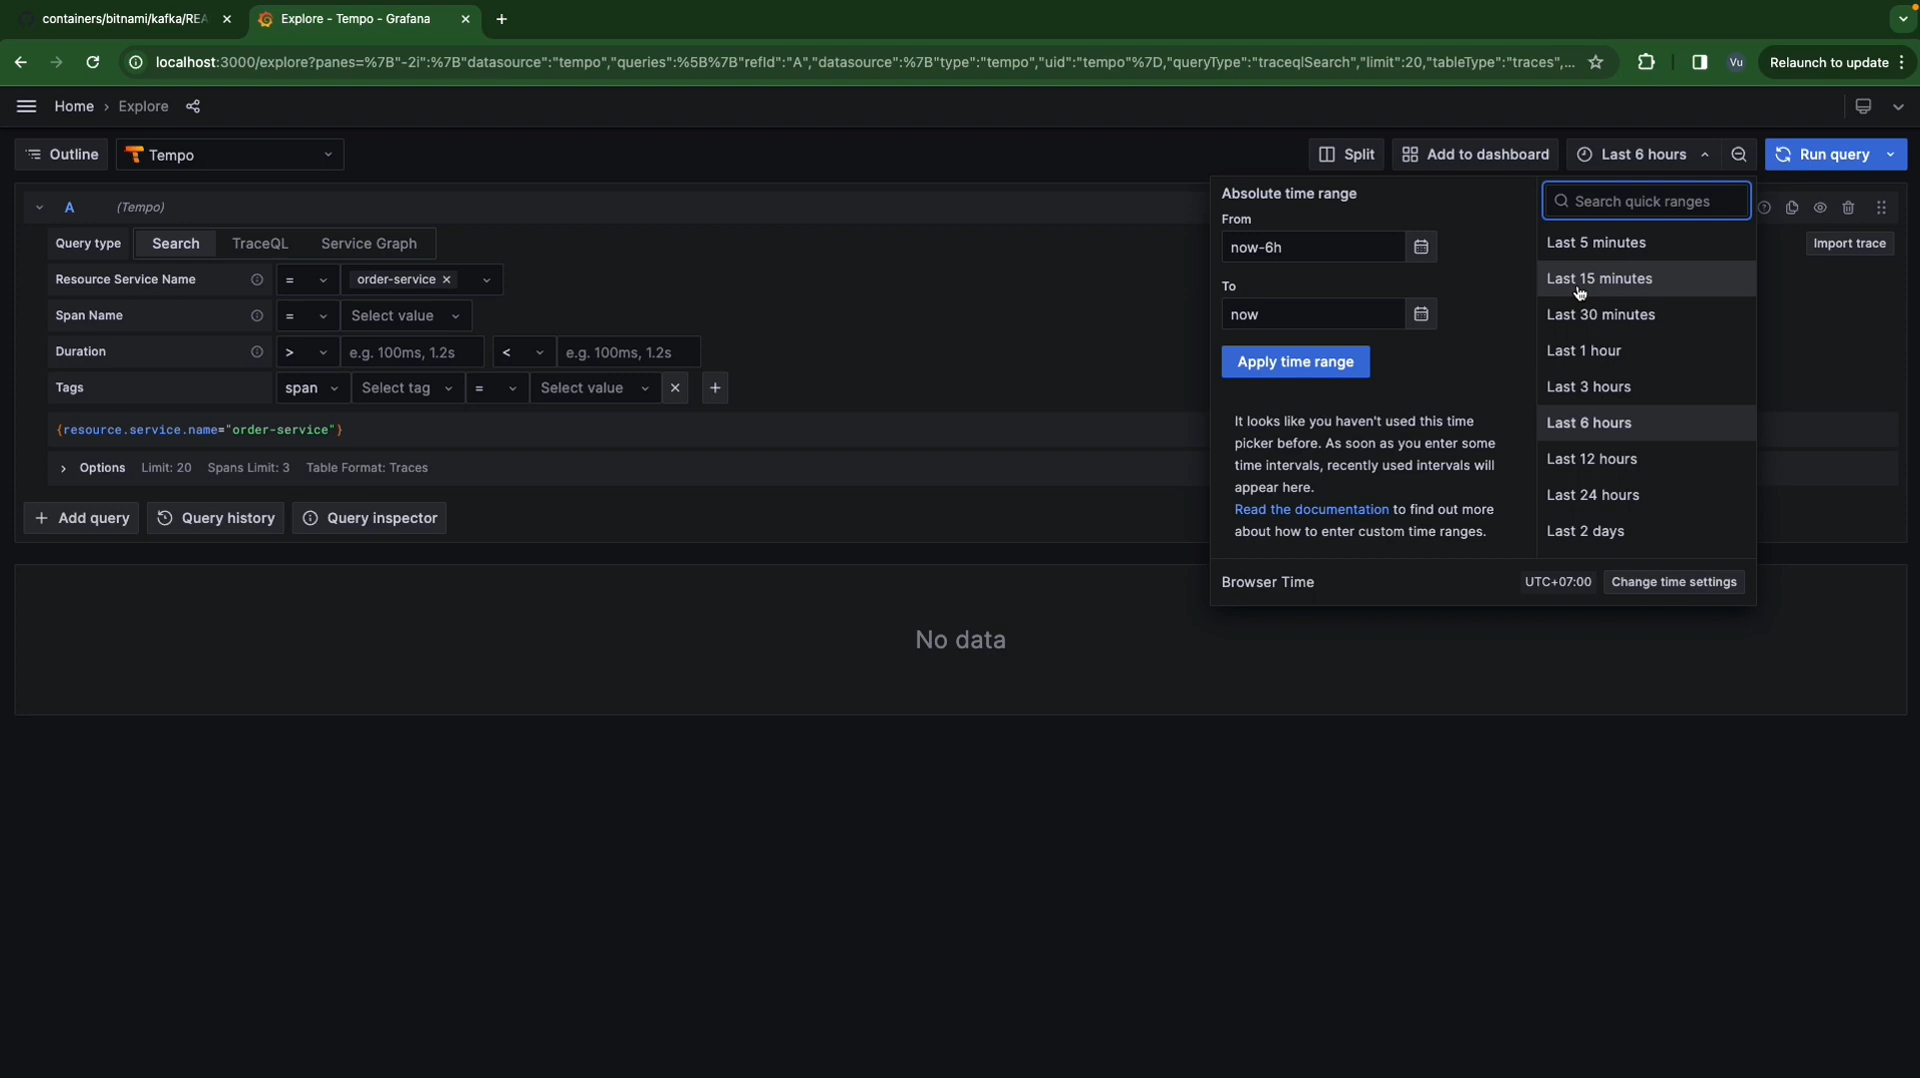 containers/bitnami/kafka/REA
Explore - Tempo - Grafana
localhost:3000/explore?panes=%7B"-2i":%7B"datasource":"tempo","queries":%5B%7B"refId":"A","datasource":%7B"type":"tempo","uid":"tempo"%7D,"queryType":"traceqlSearch","limit":20,"tableType":"traces",...
Vu
Relaunch to update
Home › Explore
Outline
Tempo
Split
Add to dashboard
Last 6 hours
Run query
A (Tempo)
Query type Search TraceQL Service Graph
Import trace
Resource Service Name = order-service
Span Name = Select value
Duration > e.g. 100ms, 1.2s < e.g. 100ms, 1.2s
Tags span Select tag = Select value
{resource.service.name="order-service"}
Options Limit: 20 Spans Limit: 3 Table Format: Traces
Add query
Query history
Query inspector
Absolute time range
From
now-6h
To
now
Apply time range
It looks like you haven't used this time
picker before. As soon as you enter some
time intervals, recently used intervals will
appear here.
Read the documentation to find out more
about how to enter custom time ranges.
Search quick ranges
Last 5 minutes
Last 15 minutes
Last 30 minutes
Last 1 hour
Last 3 hours
Last 6 hours
Last 12 hours
Last 24 hours
Last 2 days
Browser Time
UTC+07:00
Change time settings
No data